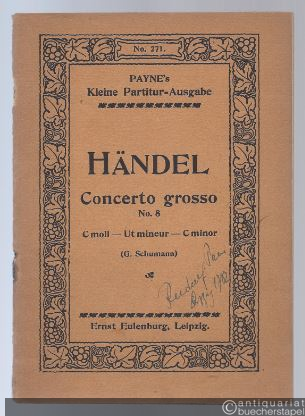 No. 271.
PAYNE's
Kleine Partitur-Ausgabe
HÄNDEL
Concerto grosso
No. 8
C moll — Ut mineur — C minor
(G. Schumann)
Ernst Eulenburg, Leipzig.
antiquariat
buecherstapel